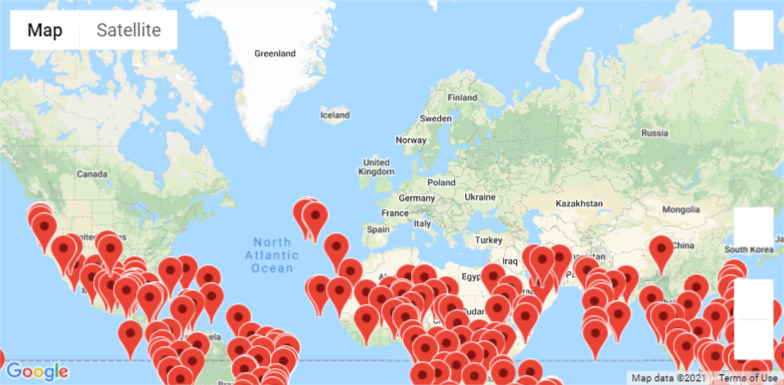 Map Satellite
Greenland
Iceland
Finland
Sweden
Norway
Russia
Canada
United
Kingdom
Poland
Germany
Ukraine
France
Kazakhstan
Mongolia
Italy
Spain
Turkey
North
Atlantic
Ocean
China
South Korea
Iraq
Google
Map data ©2021 Terms of Use